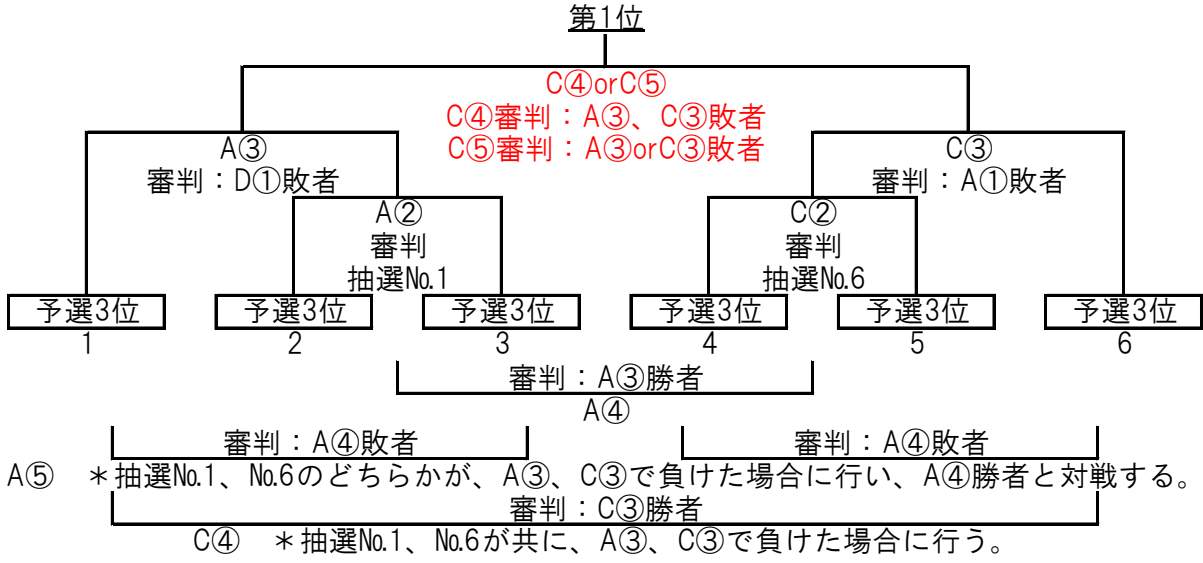 第1位
C④orC⑤
C④審判：A③、C③敗者
C⑤審判：A③orC③敗者
A③
審判：D①敗者
C③
審判：A①敗者
A②
審判
抽選№1
C②
審判
抽選№6
予選3位 予選3位 予選3位 予選3位 予選3位 予選3位
1 2 3 4 5 6
審判：A③勝者
A④
審判：A④敗者 審判：A④敗者
A⑤　＊抽選№1、№6のどちらかが、A③、C③で負けた場合に行い、A④勝者と対戦する。
審判：C③勝者
C④　＊抽選№1、№6が共に、A③、C③で負けた場合に行う。